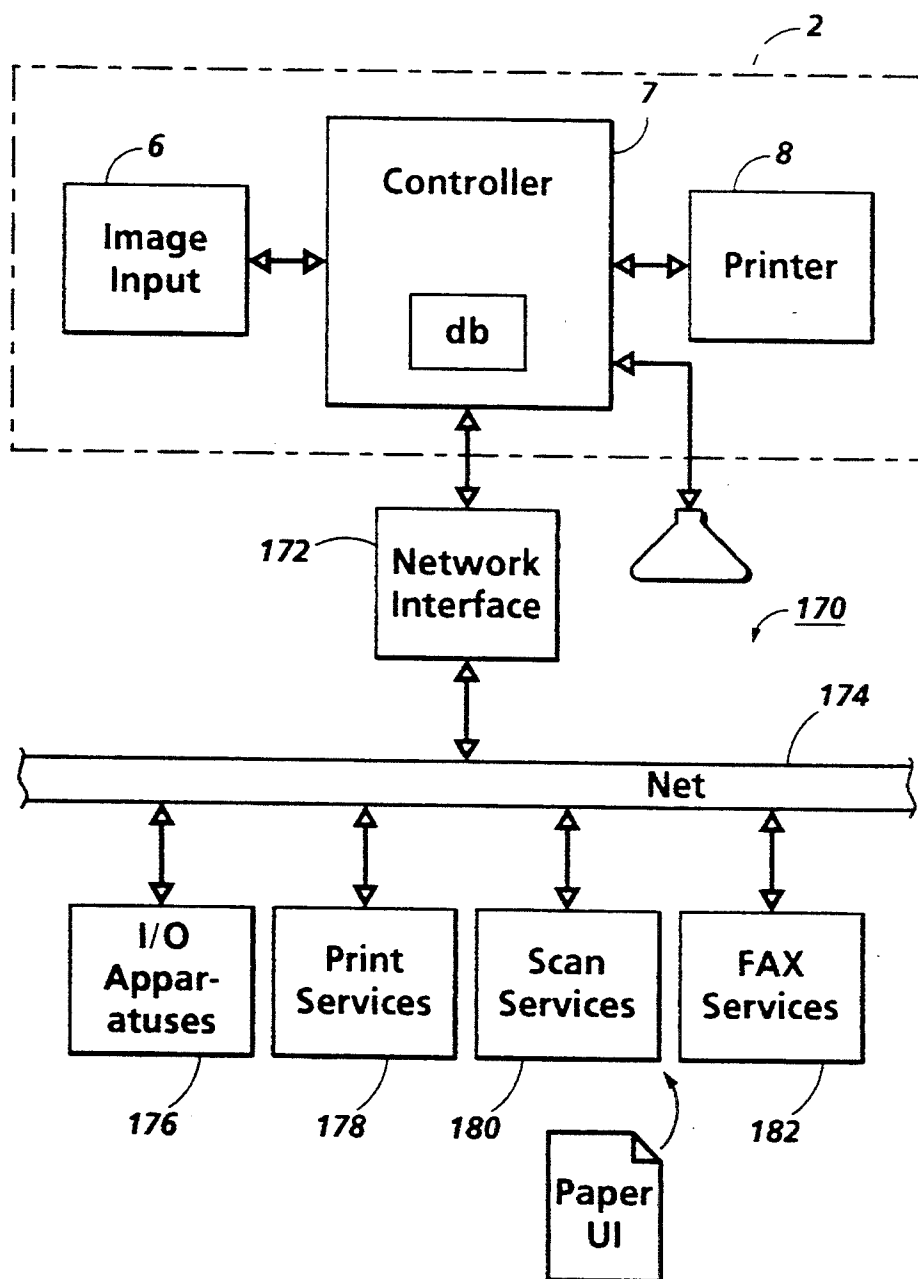 2
7
6
8
Controller
Image
Input
Printer
db
172
Network
Interface
170
174
Net
I/O
Appar-
atuses
Print
Services
Scan
Services
FAX
Services
176
178
180
182
Paper
UI